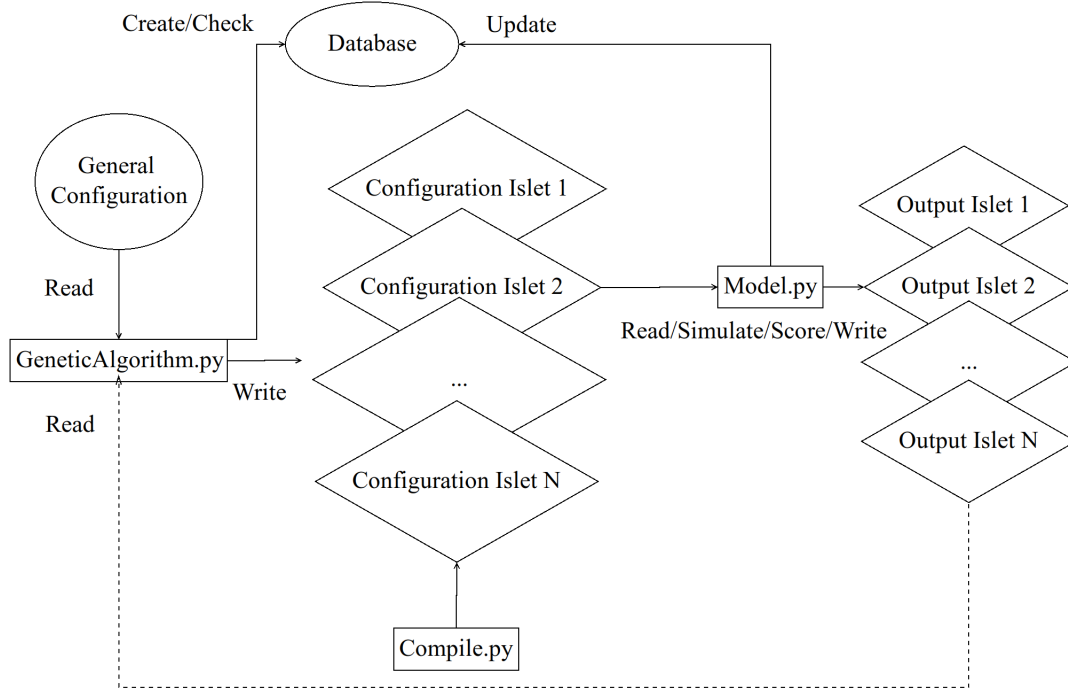 Create/Check
Database
Update
General
Configuration
Configuration Islet 1
Output Islet 1
Read
Configuration Islet 2
Model.py
Output Islet 2
Read/Simulate/Score/Write
GeneticAlgorithm.py
Write
...
...
Read
Configuration Islet N
Output Islet N
Compile.py